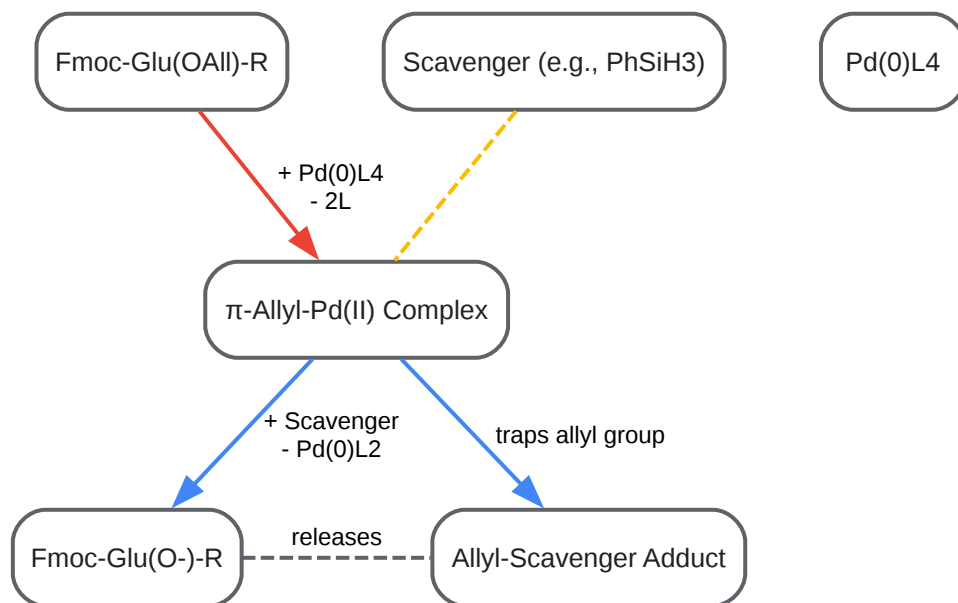 Fmoc-Glu(OAll)-R
Scavenger (e.g., PhSiH3)
Pd(0)L4
+ Pd(0)L4
- 2L
π-Allyl-Pd(II) Complex
+ Scavenger
- Pd(0)L2
traps allyl group
Fmoc-Glu(O-)-R
releases
Allyl-Scavenger Adduct